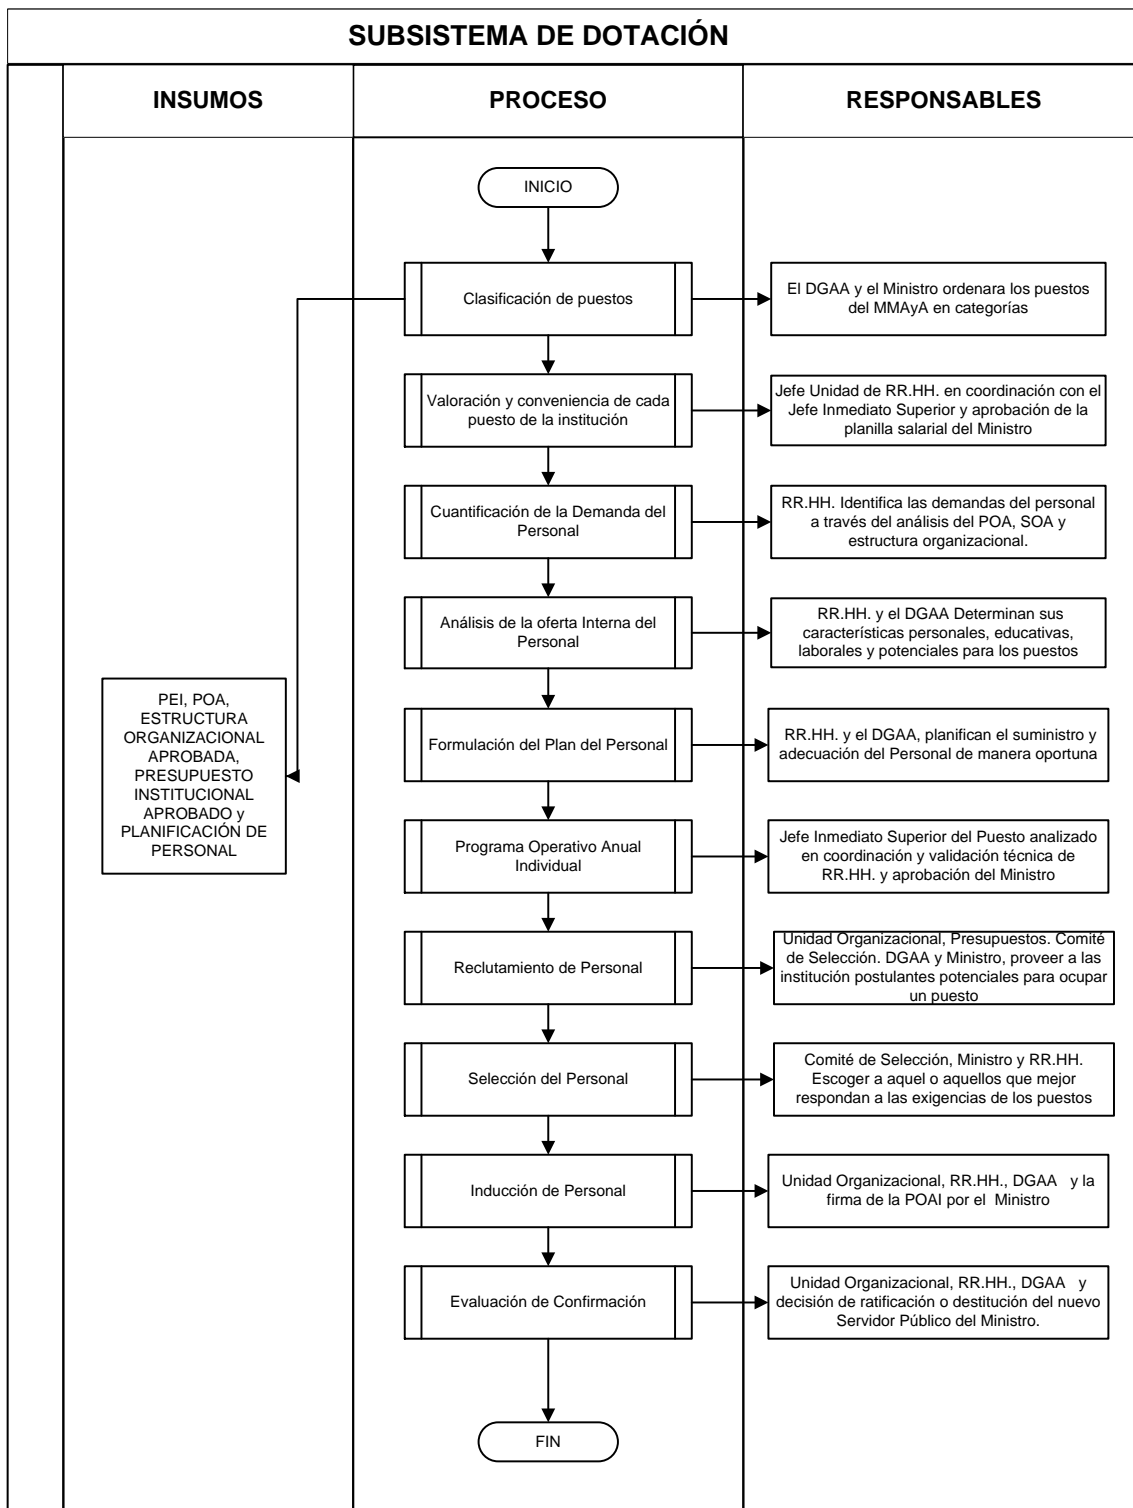 SUBSISTEMA DE DOTACIÓN
INSUMOS
PROCESO
RESPONSABLES
INICIO
Clasificación de puestos
El DGAA y el Ministro ordenara los puestos
del MMAyA en categorías
Valoración y conveniencia de cada
puesto de la institución
Jefe Unidad de RR.HH. en coordinación con el
Jefe Inmediato Superior y aprobación de la
planilla salarial del Ministro
Cuantificación de la Demanda del
Personal
RR.HH. Identifica las demandas del personal
a través del análisis del POA, SOA y
estructura organizacional.
Análisis de la oferta Interna del
Personal
RR.HH. y el DGAA Determinan sus
características personales, educativas,
laborales y potenciales para los puestos
PEI, POA,
ESTRUCTURA
ORGANIZACIONAL
APROBADA,
PRESUPUESTO
INSTITUCIONAL
APROBADO y
PLANIFICACIÓN DE
PERSONAL
Formulación del Plan del Personal
RR.HH. y el DGAA, planifican el suministro y
adecuación del Personal de manera oportuna
Programa Operativo Anual
Individual
Jefe Inmediato Superior del Puesto analizado
en coordinación y validación técnica de
RR.HH. y aprobación del Ministro
Reclutamiento de Personal
Unidad Organizacional, Presupuestos. Comité
de Selección. DGAA y Ministro, proveer a las
institución postulantes potenciales para ocupar
un puesto
Selección del Personal
Comité de Selección, Ministro y RR.HH.
Escoger a aquel o aquellos que mejor
respondan a las exigencias de los puestos
Inducción de Personal
Unidad Organizacional, RR.HH., DGAA y la
firma de la POAI por el Ministro
Evaluación de Confirmación
Unidad Organizacional, RR.HH., DGAA y
decisión de ratificación o destitución del nuevo
Servidor Público del Ministro.
FIN